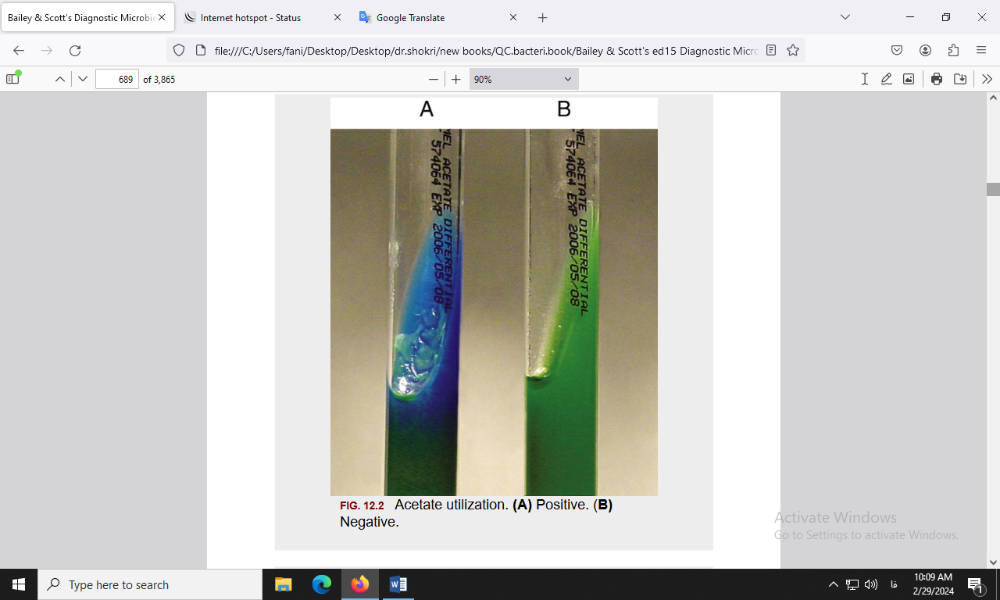 Bailey & Scott's Diagnostic Microbi
Internet hotspot - Status
Google Translate
file:///C:/Users/fani/Desktop/Desktop/dr.shokri/new books/QC.bacteri.book/Bailey & Scott's ed15 Diagnostic Micro
689 of 3,865
90%
A B
MEL ACETATE DIFFERENTIAL
574064 EXP 2006/05/08
MEL ACETATE DIFFERENTIAL
574064 EXP 2006/05/08
FIG. 12.2 Acetate utilization. (A) Positive. (B)
Negative.
Activate Windows
Go to Settings to activate Windows.
Type here to search
فا
10:09 AM
2/29/2024
1